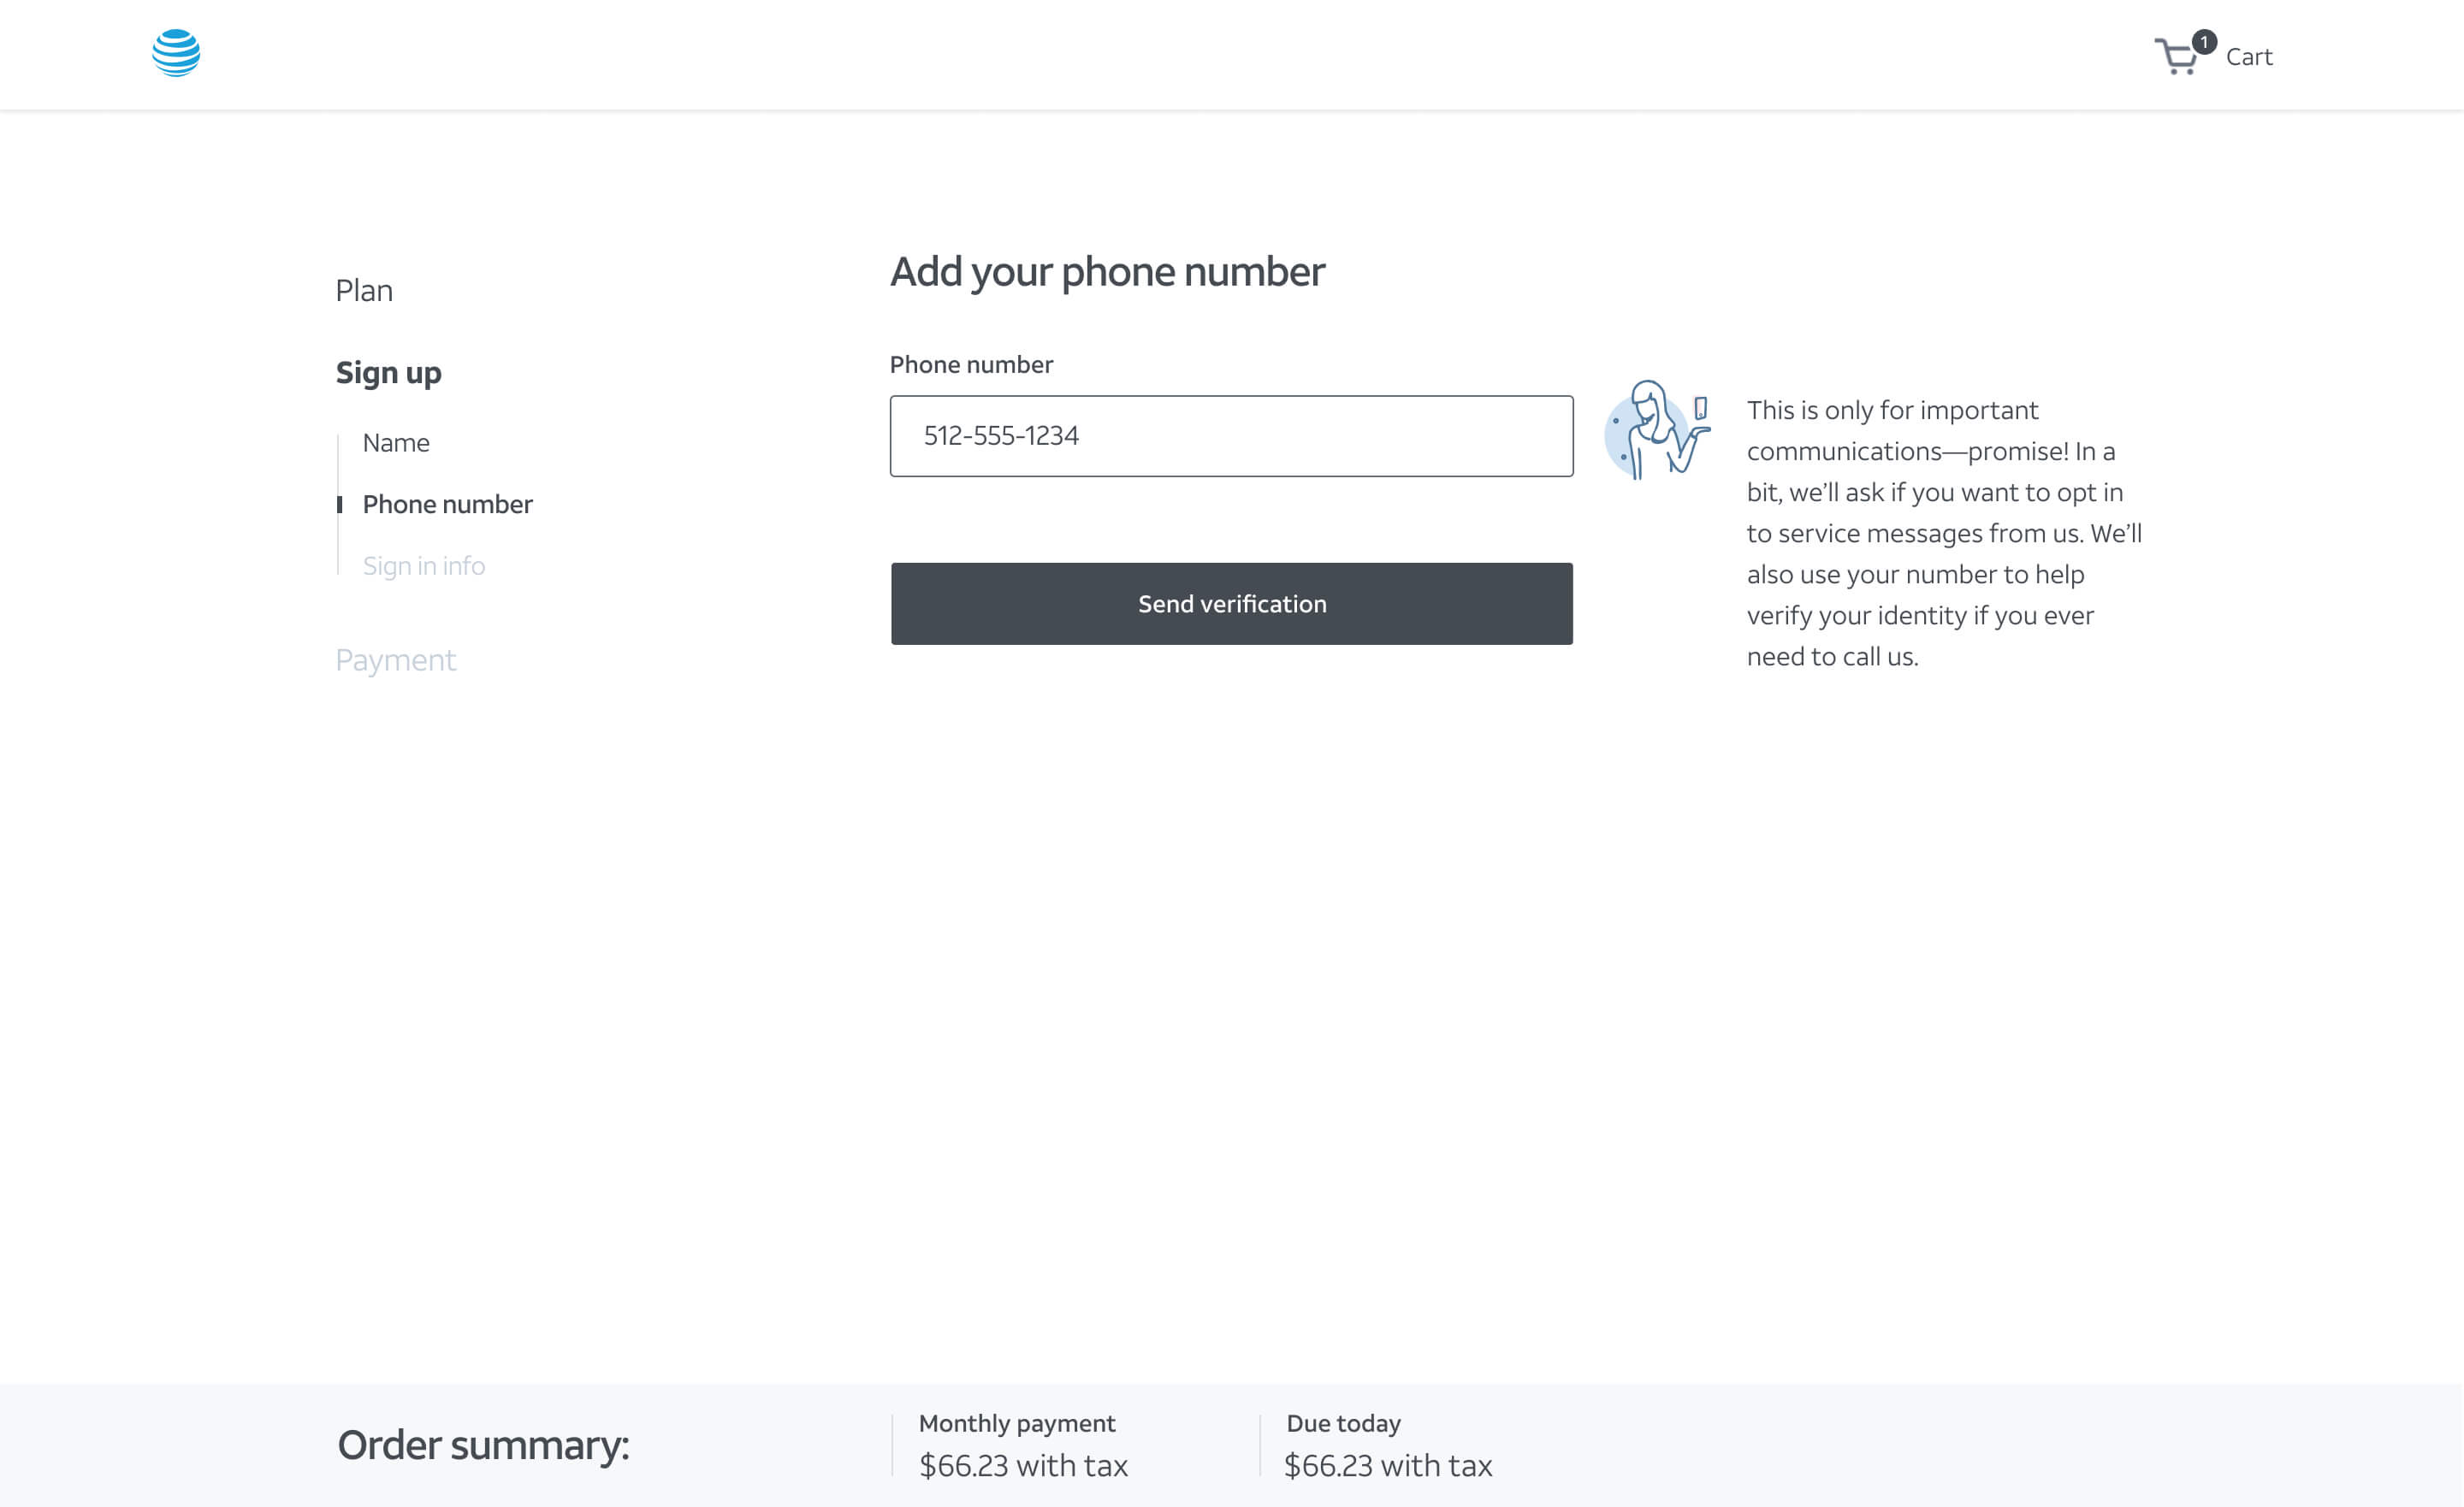 1
Cart
Plan
Sign up
Name
Phone number
Sign in info
Payment
Add your phone number
Phone number
512-555-1234
Send verification
This is only for important
communications—promise! In a
bit, we’ll ask if you want to opt in
to service messages from us. We’ll
also use your number to help
verify your identity if you ever
need to call us.
Order summary:
Monthly payment
$66.23 with tax
Due today
$66.23 with tax